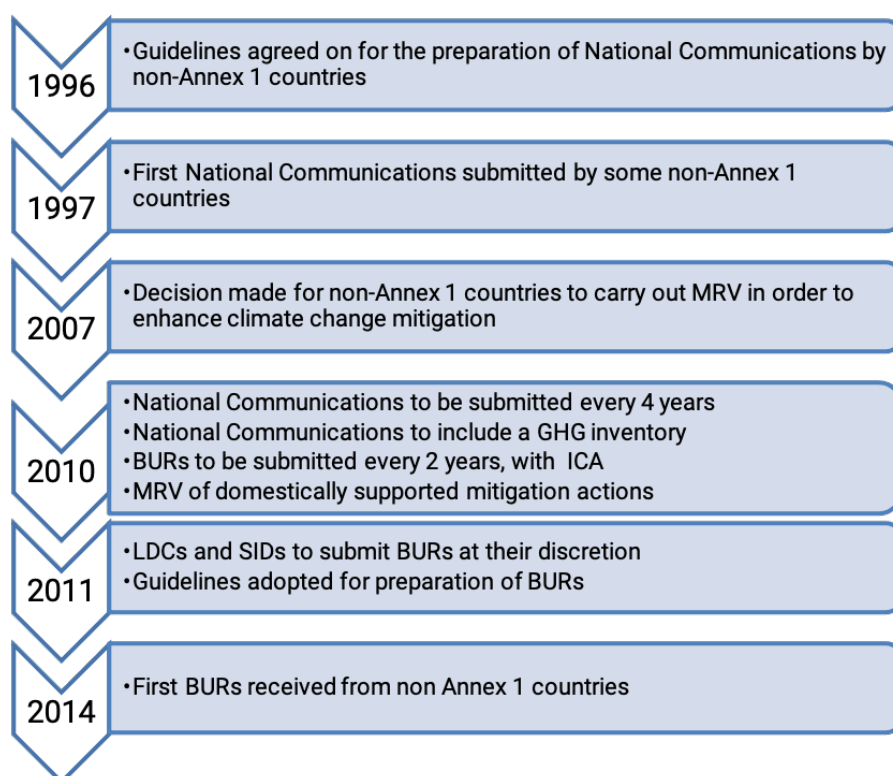 1996
•Guidelines agreed on for the preparation of National Communications by
non-Annex 1 countries
1997
•First National Communications submitted by some non-Annex 1
countries
2007
•Decision made for non-Annex 1 countries to carry out MRV in order to
enhance climate change mitigation
2010
•National Communications to be submitted every 4 years
•National Communications to include a GHG inventory
•BURs to be submitted every 2 years, with ICA
•MRV of domestically supported mitigation actions
2011
•LDCs and SIDs to submit BURs at their discretion
•Guidelines adopted for preparation of BURs
2014
•First BURs received from non Annex 1 countries